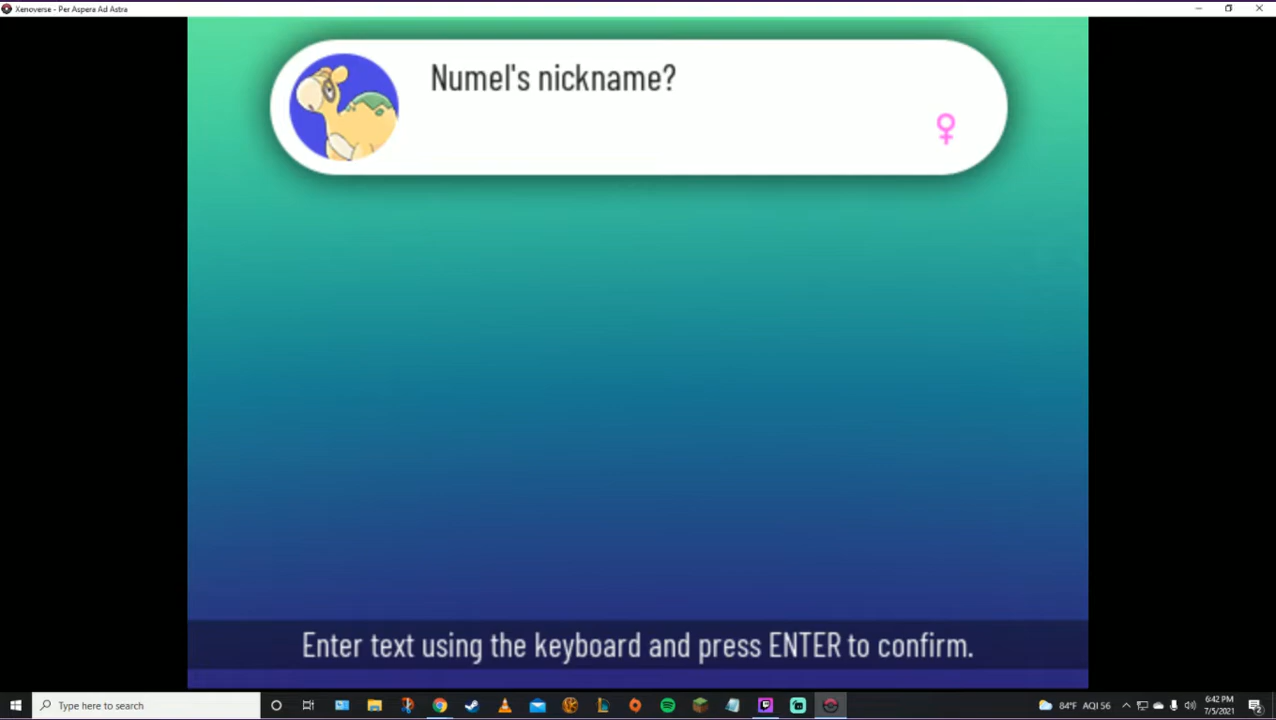 Xenoverse - Per Aspera Ad Astra
Numel's nickname?
♀
Enter text using the keyboard and press ENTER to confirm.
Type here to search
84°F AQI 56
6:42 PM
7/5/2021
2